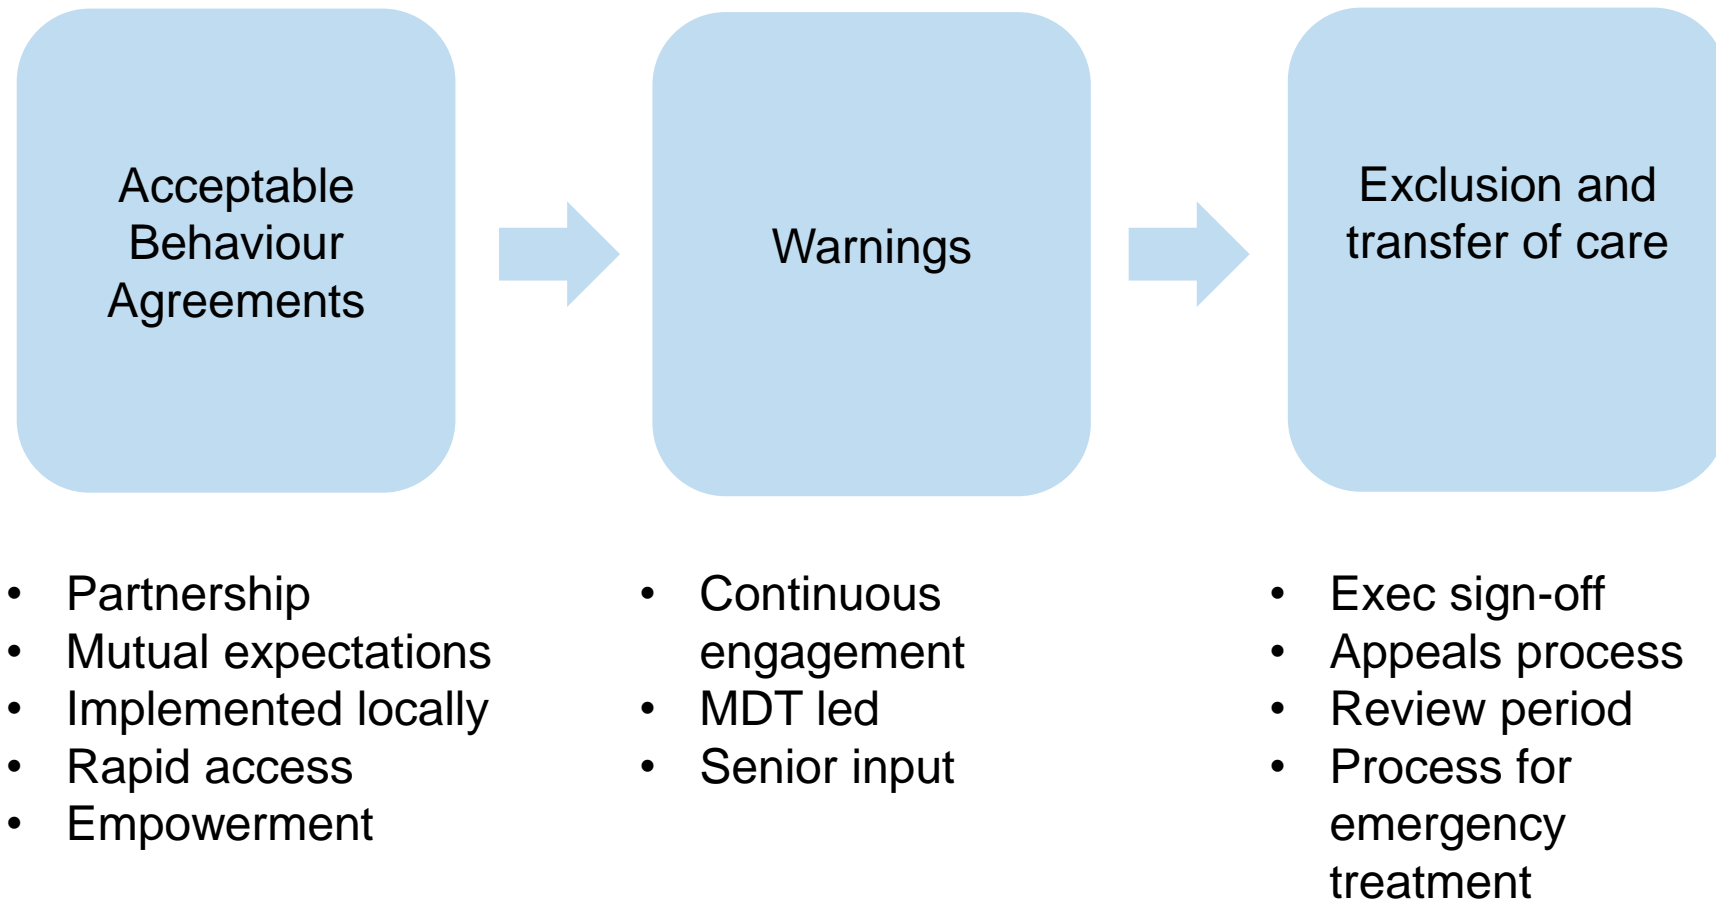 Acceptable
Behaviour
Agreements
Warnings
Exclusion and
transfer of care
• Partnership
• Mutual expectations
• Implemented locally
• Rapid access
• Empowerment
• Continuous
engagement
• MDT led
• Senior input
• Exec sign-off
• Appeals process
• Review period
• Process for
emergency
treatment